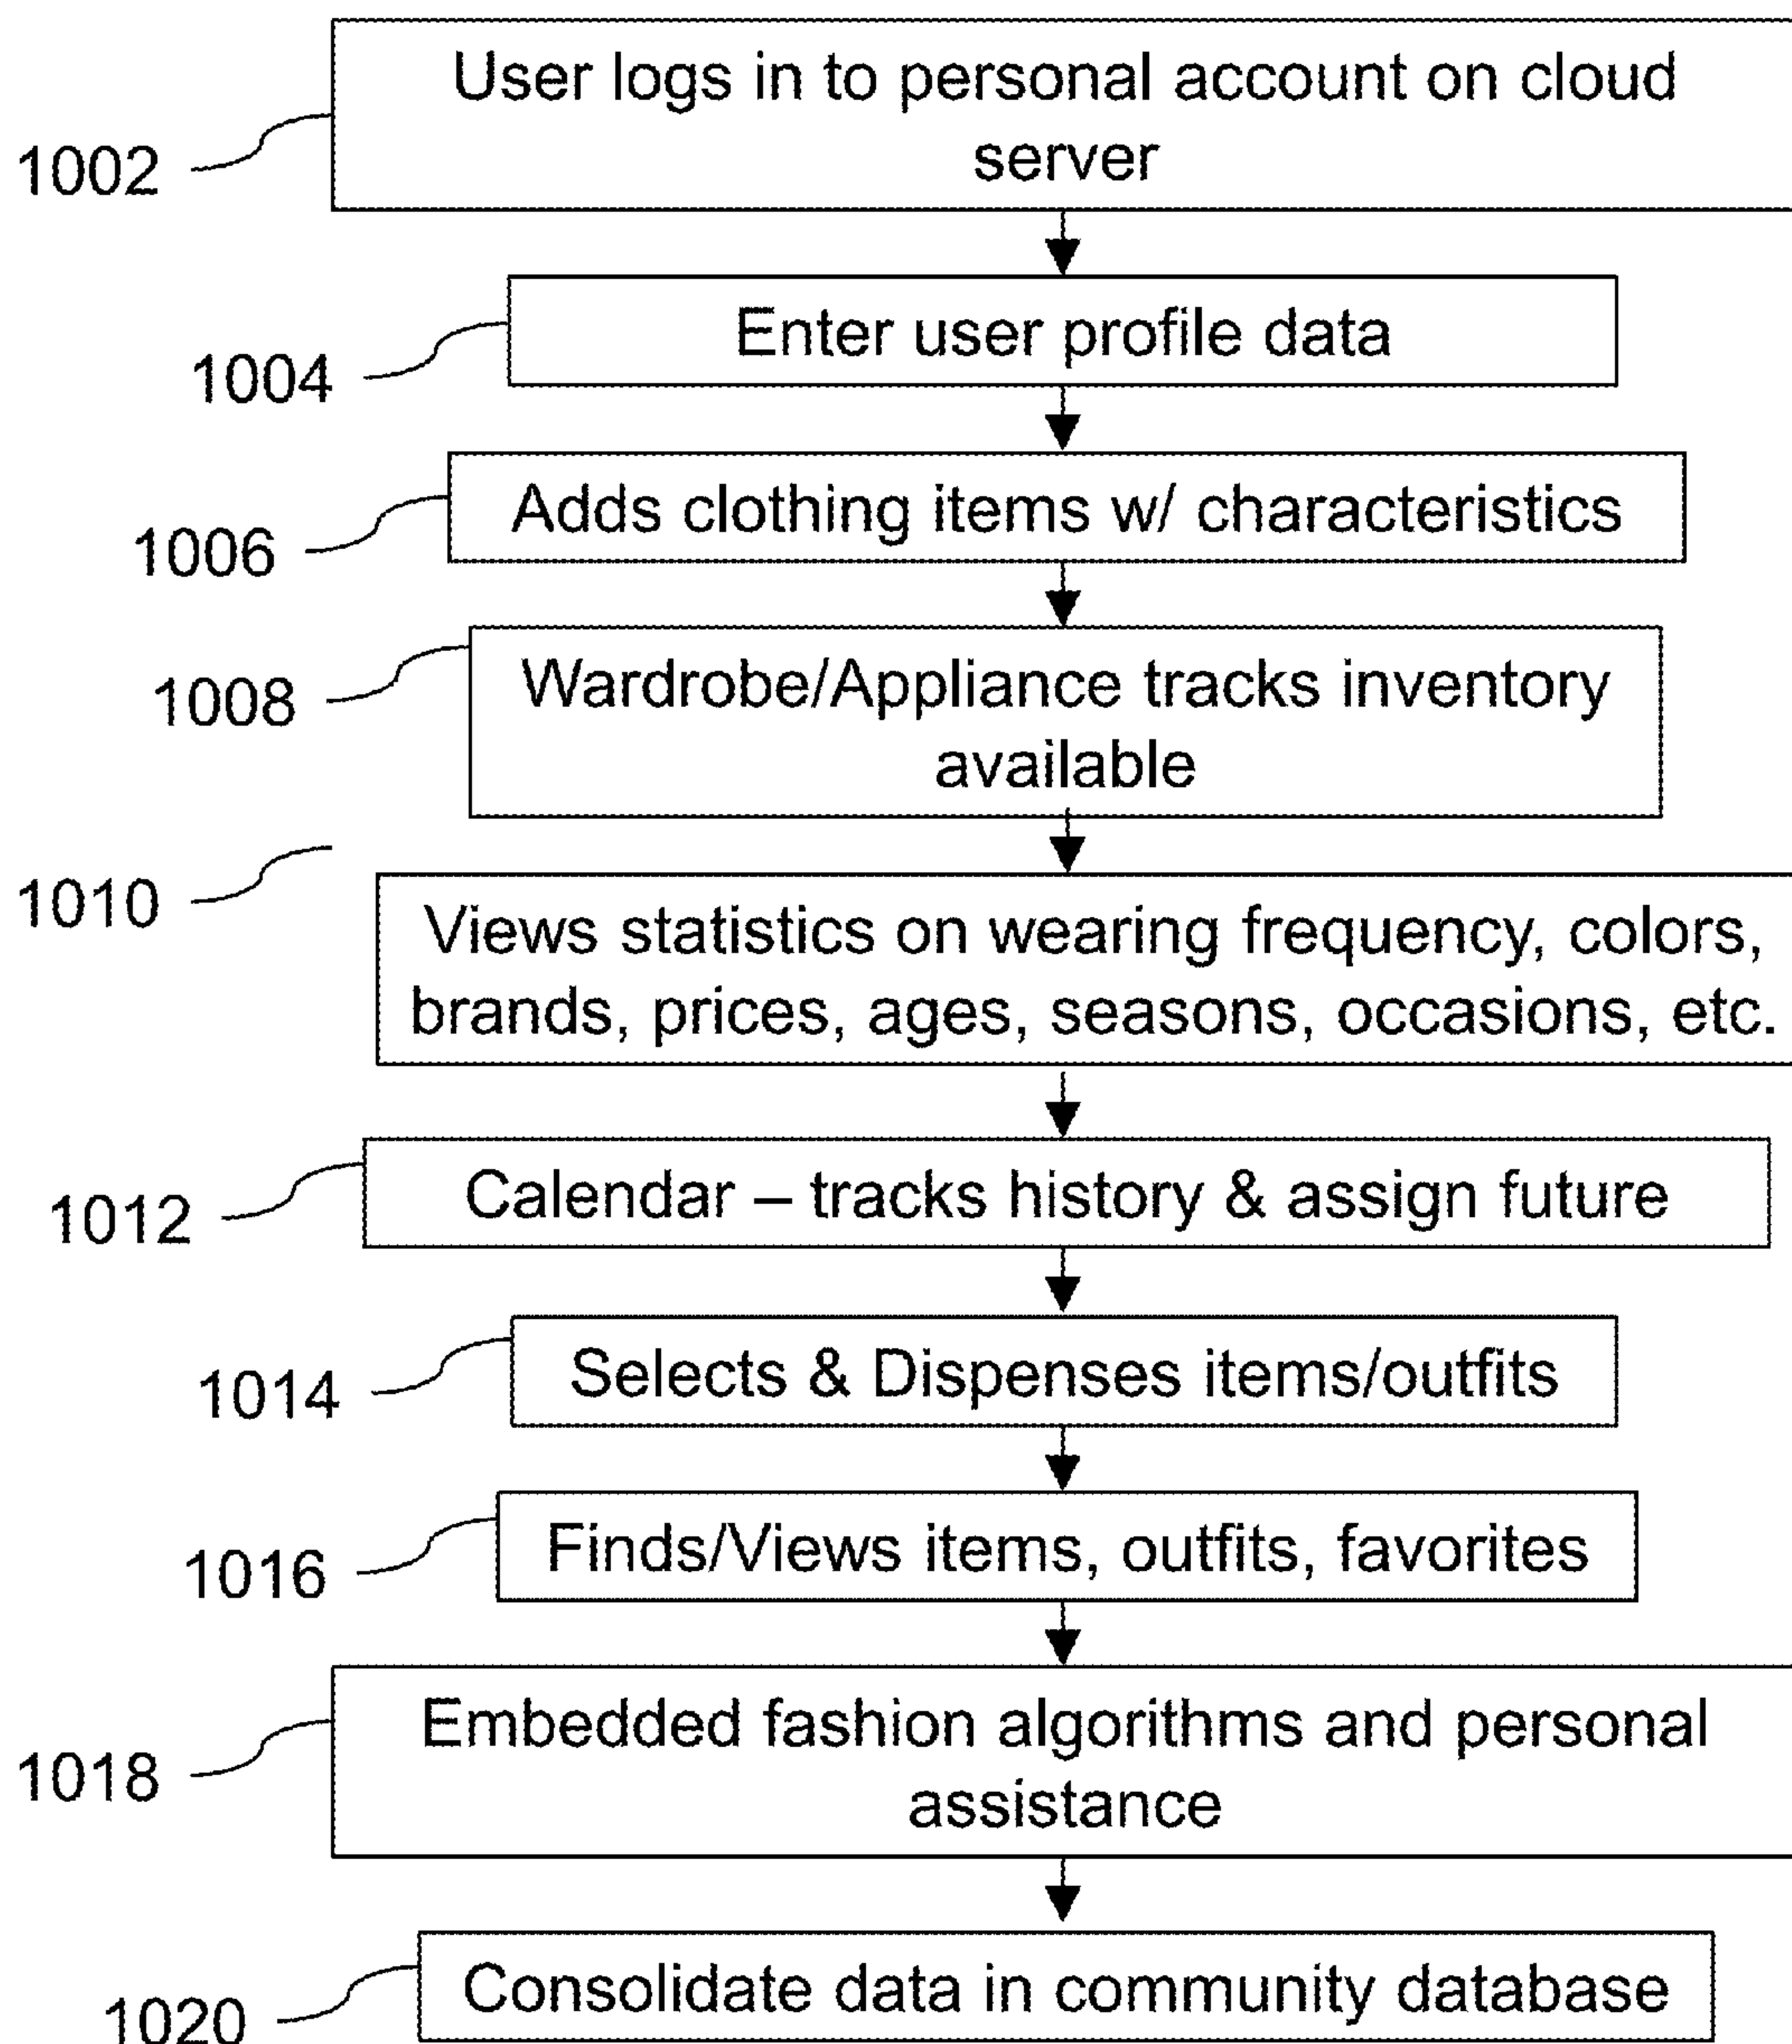 User logs in to personal account on cloud
server
1002
Enter user profile data
1004
Adds clothing items w/ characteristics
1006
Wardrobe/Appliance tracks inventory
available
1008
1010
Views statistics on wearing frequency, colors,
brands, prices, ages, seasons, occasions, etc.
Calendar – tracks history & assign future
1012
Selects & Dispenses items/outfits
1014
Finds/Views items, outfits, favorites
1016
Embedded fashion algorithms and personal
assistance
1018
Consolidate data in community database
1020